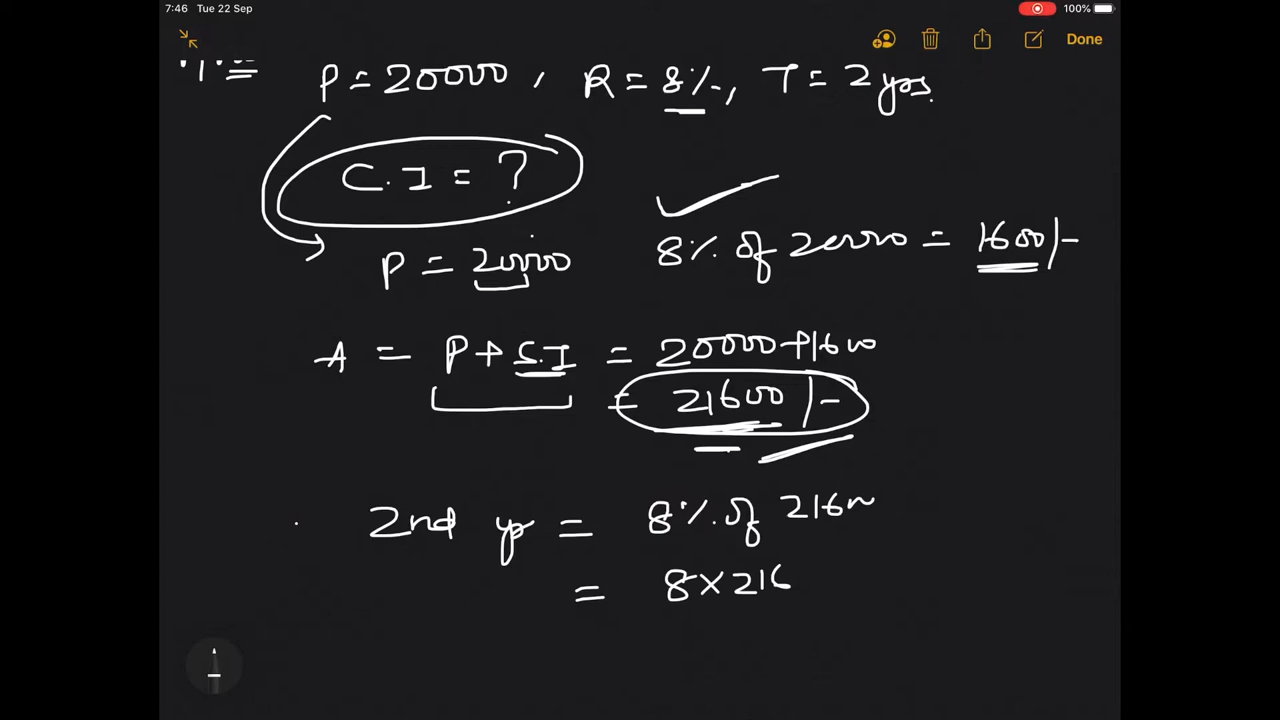 7:46 Tue 22 Sep 100%
Done
P = 20000, R = 8%, T = 2 yrs.
C.I = ?
8% of 20000 = 1600/-
P = 20000
A = P + S.I = 20000 + 1600
= 21600/-
2nd yr = 8% of 21600
= 8 × 216